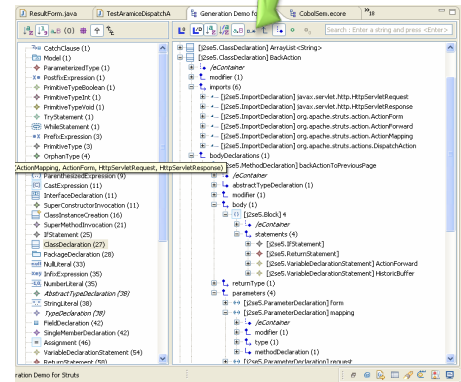 ResultForm.java
TestAramiceDispatchA
Generation Demo fo
CobolSem.ecore
»18
Search : Enter a string and press <Enter>
CatchClause (1)
Model (1)
ParameterizedType (1)
PostfixExpression (1)
PrimitiveTypeBoolean (1)
PrimitiveTypeInt (1)
PrimitiveTypeVoid (1)
TryStatement (1)
WhileStatement (1)
PrefixExpression (3)
PrimitiveType (3)
OrphanType (4)
ActionMapping, ActionForm, HttpServletRequest, HttpServletResponse)
ParenthesizedExpression (9)
CastExpression (11)
InterfaceDeclaration (11)
SuperConstructorInvocation (11)
ClassInstanceCreation (16)
SuperMethodInvocation (21)
IfStatement (25)
ClassDeclaration (27)
PackageDeclaration (28)
NullLiteral (33)
InfixExpression (35)
NumberLiteral (35)
AbstractTypeDeclaration (38)
StringLiteral (38)
TypeDeclaration (38)
FieldDeclaration (42)
SingleMemberDeclaration (42)
Assignment (46)
VariableDeclarationStatement (54)
ReturnStatement (58)
[j2se5.ClassDeclaration] ArrayList<String>
[j2se5.ClassDeclaration] BackAction
/eContainer
modifier (1)
imports (6)
[j2se5.ImportDeclaration] javax.servlet.http.HttpServletRequest
[j2se5.ImportDeclaration] javax.servlet.http.HttpServletResponse
[j2se5.ImportDeclaration] org.apache.struts.action.ActionForm
[j2se5.ImportDeclaration] org.apache.struts.action.ActionForward
[j2se5.ImportDeclaration] org.apache.struts.action.ActionMapping
[j2se5.ImportDeclaration] org.apache.struts.actions.DispatchAction
bodyDeclarations (1)
se5.MethodDeclaration] backActionToPreviousPage
/eContainer
abstractTypeDeclaration (1)
modifier (1)
body (1)
[j2se5.Block] 4
/eContainer
statements (4)
[j2se5.IfStatement]
[j2se5.ReturnStatement]
[j2se5.VariableDeclarationStatement] ActionForward
[j2se5.VariableDeclarationStatement] HistoricBuffer
returnType (1)
parameters (4)
[j2se5.ParameterDeclaration] form
[j2se5.ParameterDeclaration] mapping
/eContainer
modifier (1)
type (1)
methodDeclaration (1)
[j2se5.ParameterDeclaration] request
ration Demo for Struts